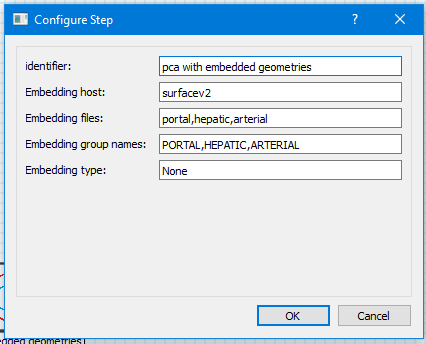 Configure Step
?
identifier: pca with embedded geometries
Embedding host: surfacev2
Embedding files: portal,hepatic,arterial
Embedding group names: PORTAL,HEPATIC,ARTERIAL
Embedding type: None
OK Cancel
edded geometries]